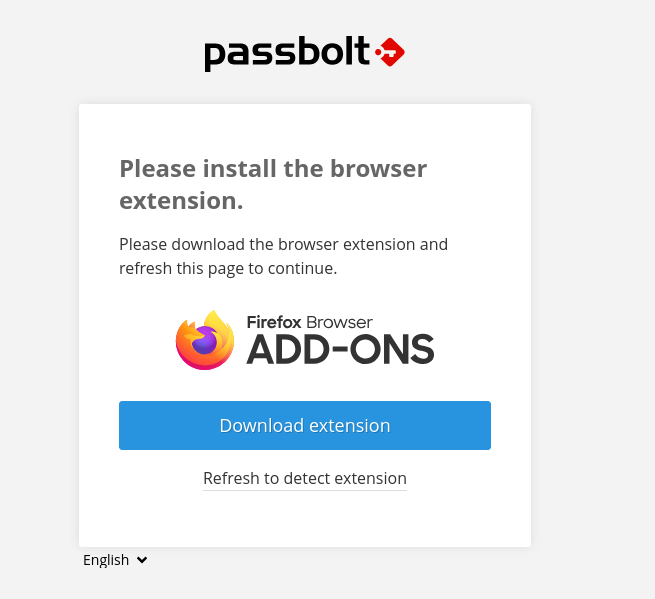 passbolt
Please install the browser
extension.
Please download the browser extension and
refresh this page to continue.
Firefox Browser
ADD-ONS
Download extension
Refresh to detect extension
English